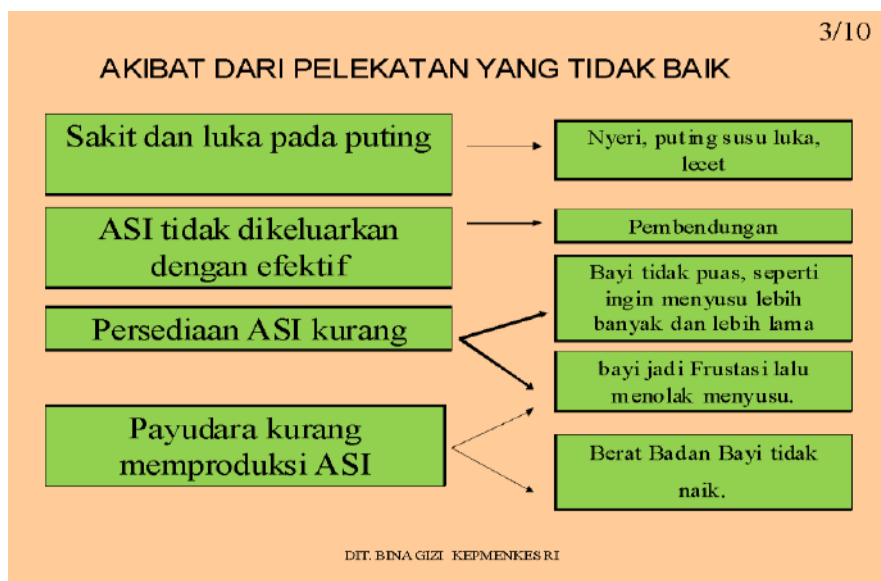 3/10
AKIBAT DARI PELEKATAN YANG TIDAK BAIK
Sakit dan luka pada puting
Nyeri, puting susu luka,
lecet
ASI tidak dikeluarkan
dengan efektif
Pembendungan
Persediaan ASI kurang
Bayi tidak puas, seperti
ingin menyusu lebih
banyak dan lebih lama
bayi jadi Frustasi lalu
menolak menyusu.
Payudara kurang
memproduksi ASI
Berat Badan Bayi tidak
naik.
DIT. BINA GIZI KEPMENKES RI